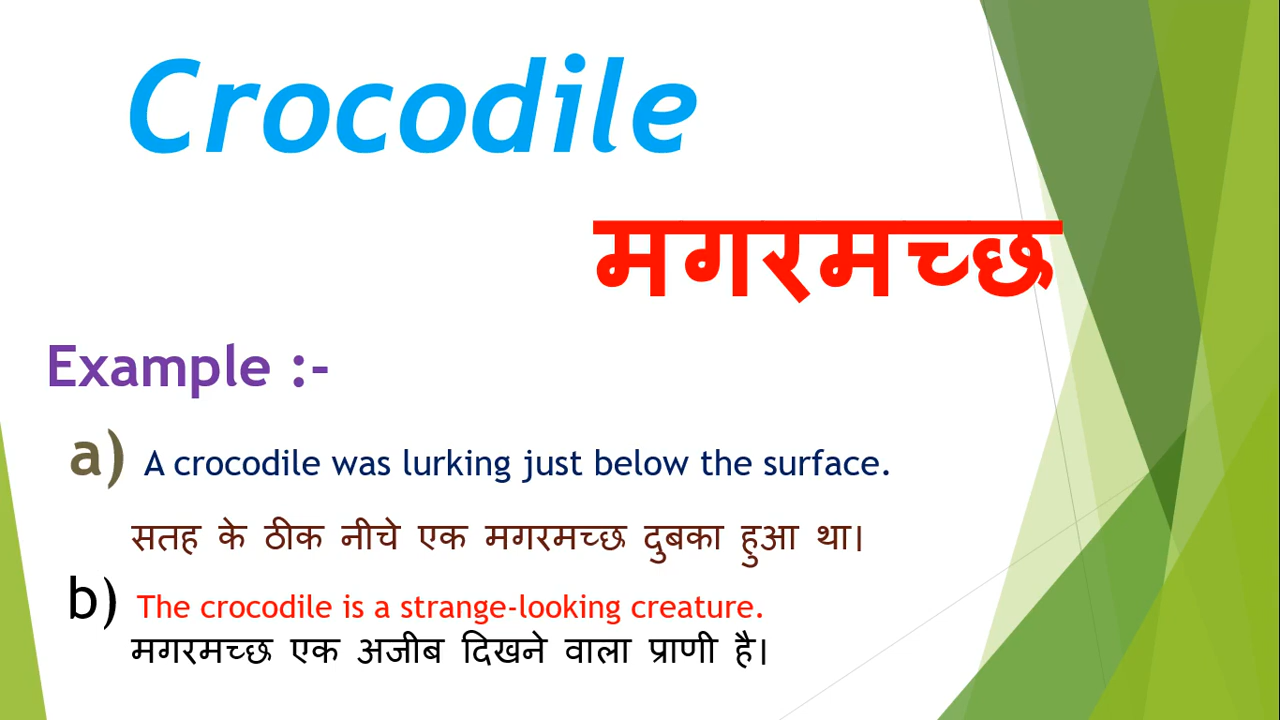 Crocodile
मगरमच्छ
Example :-
a) A crocodile was lurking just below the surface.
सतह के ठीक नीचे एक मगरमच्छ दुबका हुआ था।
b) The crocodile is a strange-looking creature.
मगरमच्छ एक अजीब दिखने वाला प्राणी है।